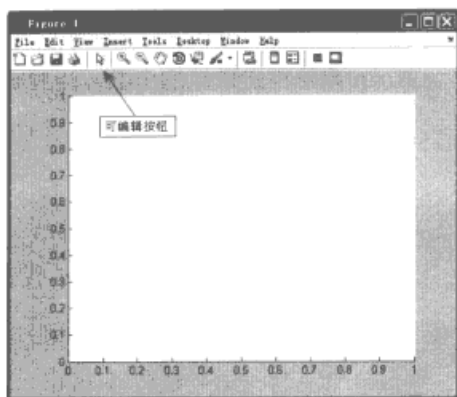 Figure 1
File Edit View Insert Tools Desktop Window Help
可编辑按钮
1
0.9
0.8
0.7
0.6
0.5
0.4
0.3
0.2
0.1
0
0 0.1 0.2 0.3 0.4 0.5 0.6 0.7 0.8 0.9 1